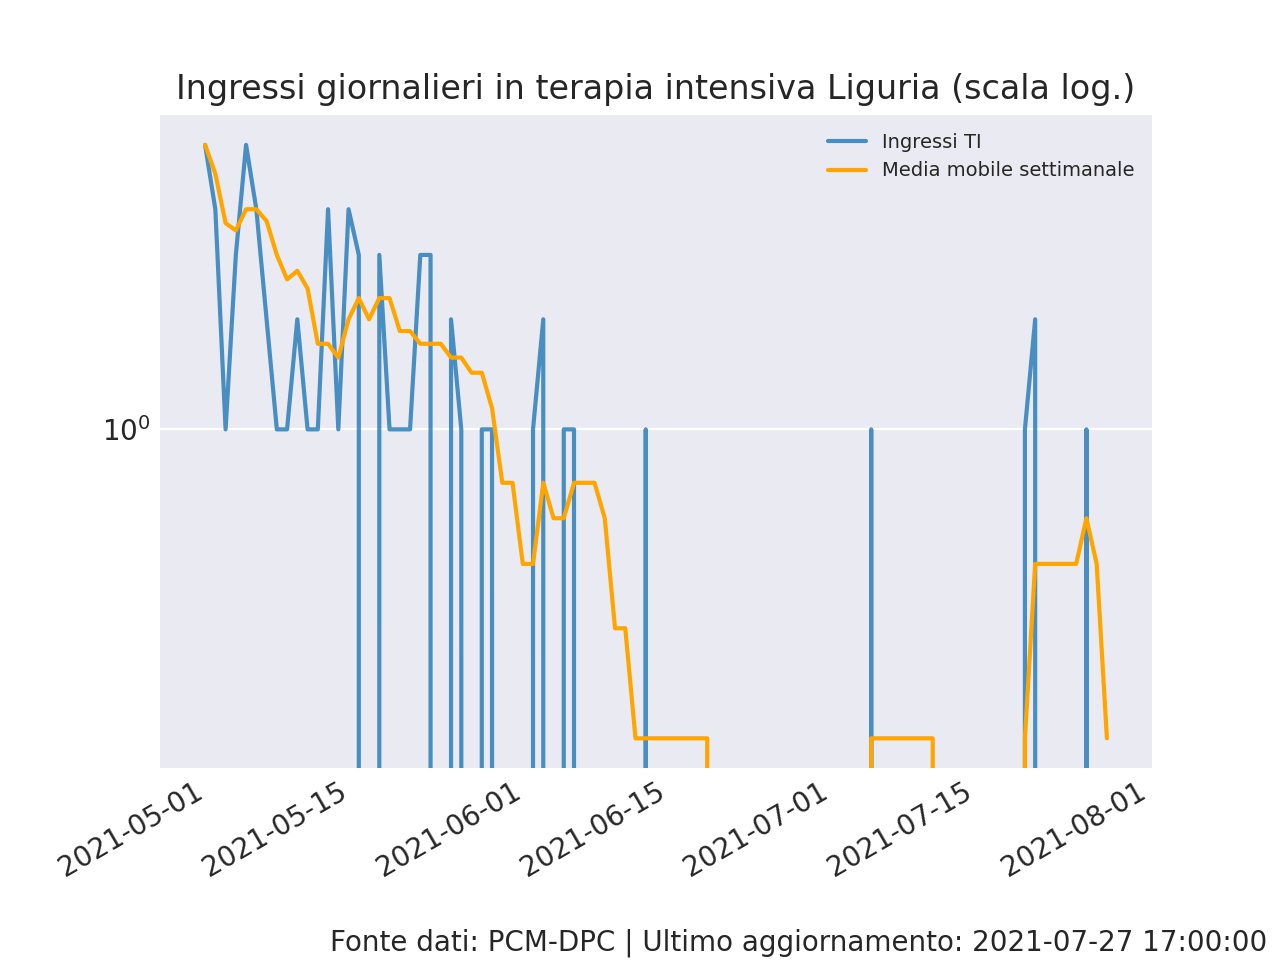 Ingressi giornalieri in terapia intensiva Liguria (scala log.)
Ingressi TI
Media mobile settimanale
10⁰
2021-05-01
2021-05-15
2021-06-01
2021-06-15
2021-07-01
2021-07-15
2021-08-01
Fonte dati: PCM-DPC | Ultimo aggiornamento: 2021-07-27 17:00:00